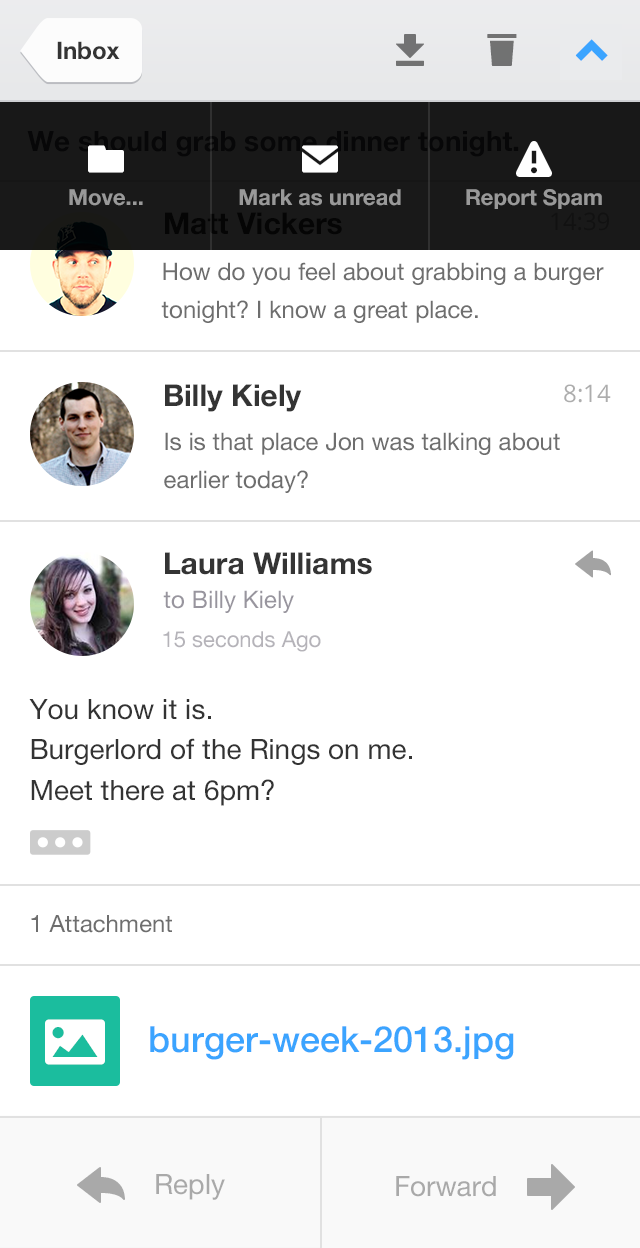 Inbox
We should grab some dinner tonight.
Move...
Mark as unread
Report Spam
Matt Vickers
14:39
How do you feel about grabbing a burger
tonight? I know a great place.
Billy Kiely
8:14
Is is that place Jon was talking about
earlier today?
Laura Williams
to Billy Kiely
15 seconds Ago
You know it is.
Burgerlord of the Rings on me.
Meet there at 6pm?
1 Attachment
burger-week-2013.jpg
Reply
Forward